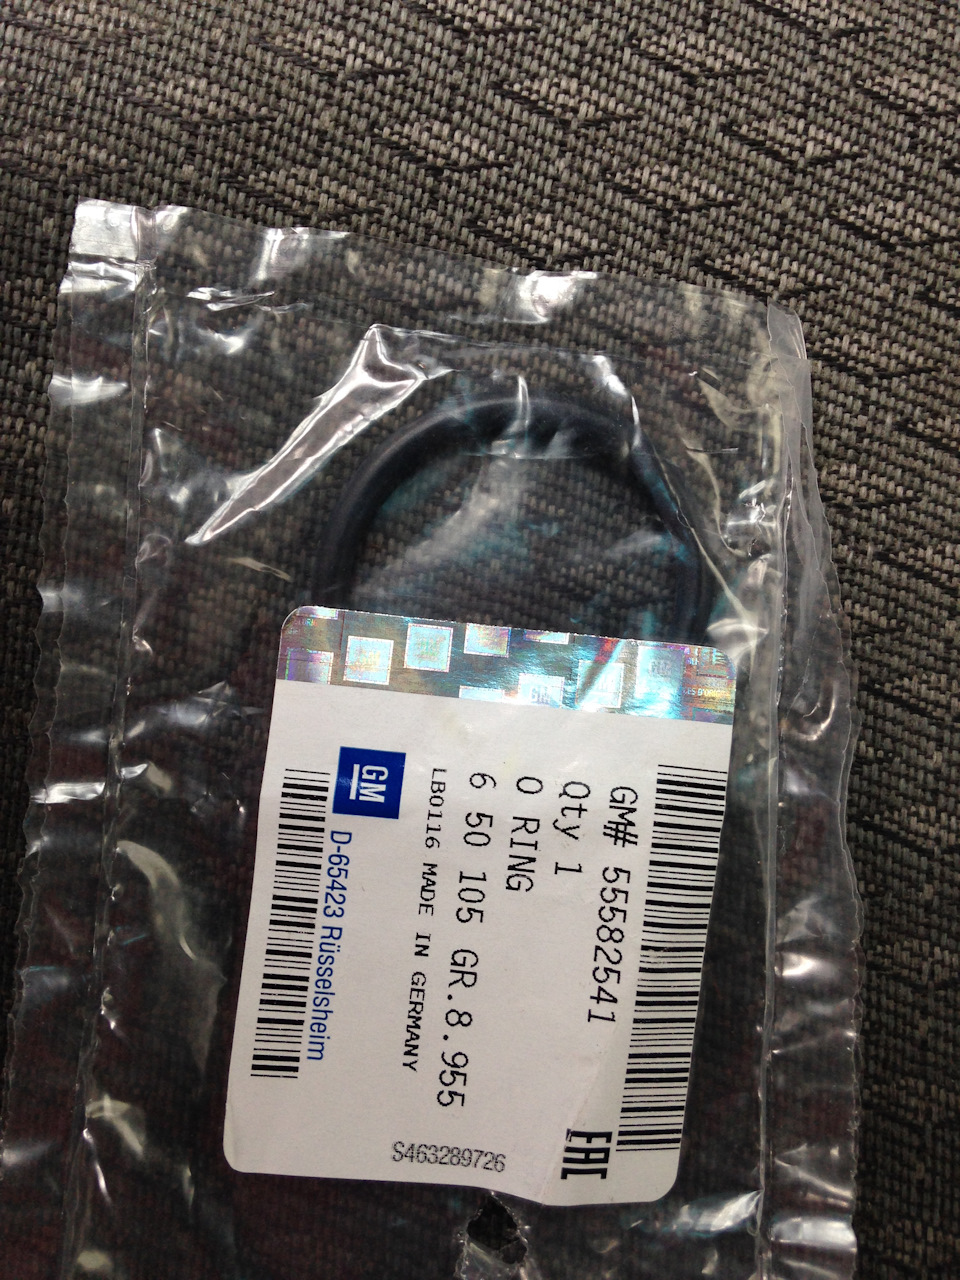 GM# 55582541
Qty 1
O RING
6 50 105 GR.8.955
LB0116 MADE IN GERMANY
GM
D-65423 Rüsselsheim
EAC
S463289726